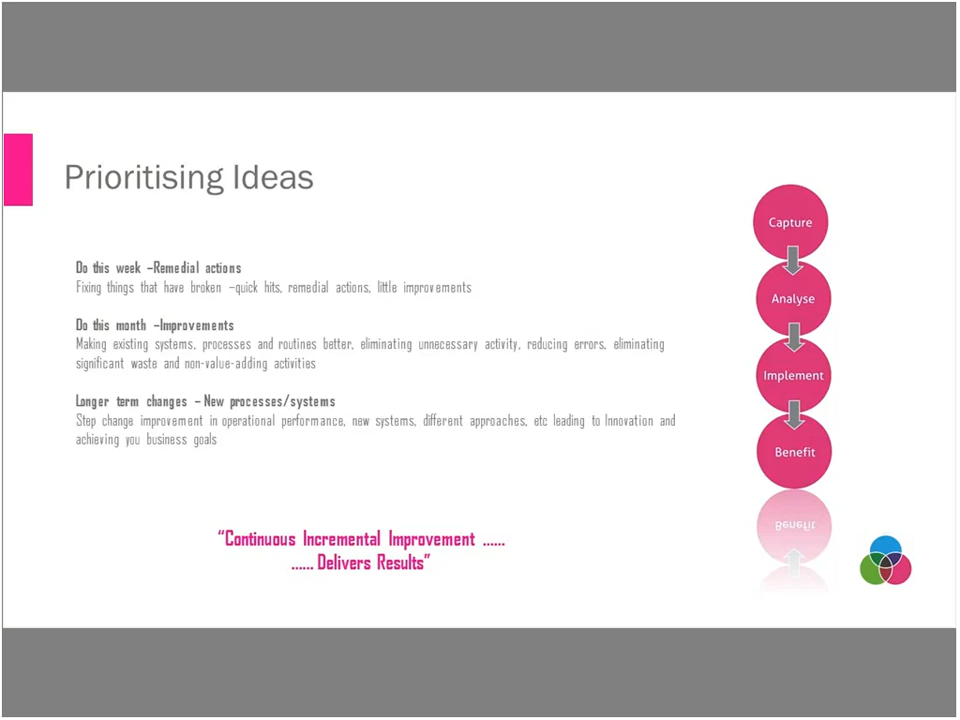 Prioritising Ideas
Do this week –Remedial actions
Fixing things that have broken –quick hits, remedial actions, little improvements
Do this month –Improvements
Making existing systems, processes and routines better, eliminating unnecessary activity, reducing errors, eliminating
significant waste and non-value-adding activities
Longer term changes – New processes/systems
Step change improvement in operational performance, new systems, different approaches, etc leading to Innovation and
achieving you business goals
“Continuous Incremental Improvement ......
...... Delivers Results”
Capture
Analyse
Implement
Benefit
Benefit